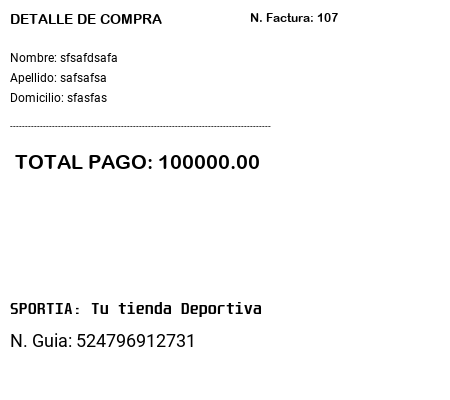 DETALLE DE COMPRA N. Factura: 107
Nombre: sfsafdsafa
Apellido: safsafsa
Domicilio: sfasfas
--------------------------------------------------------------------------------------
TOTAL PAGO: 100000.00
SPORTIA: Tu tienda Deportiva
N. Guia: 524796912731